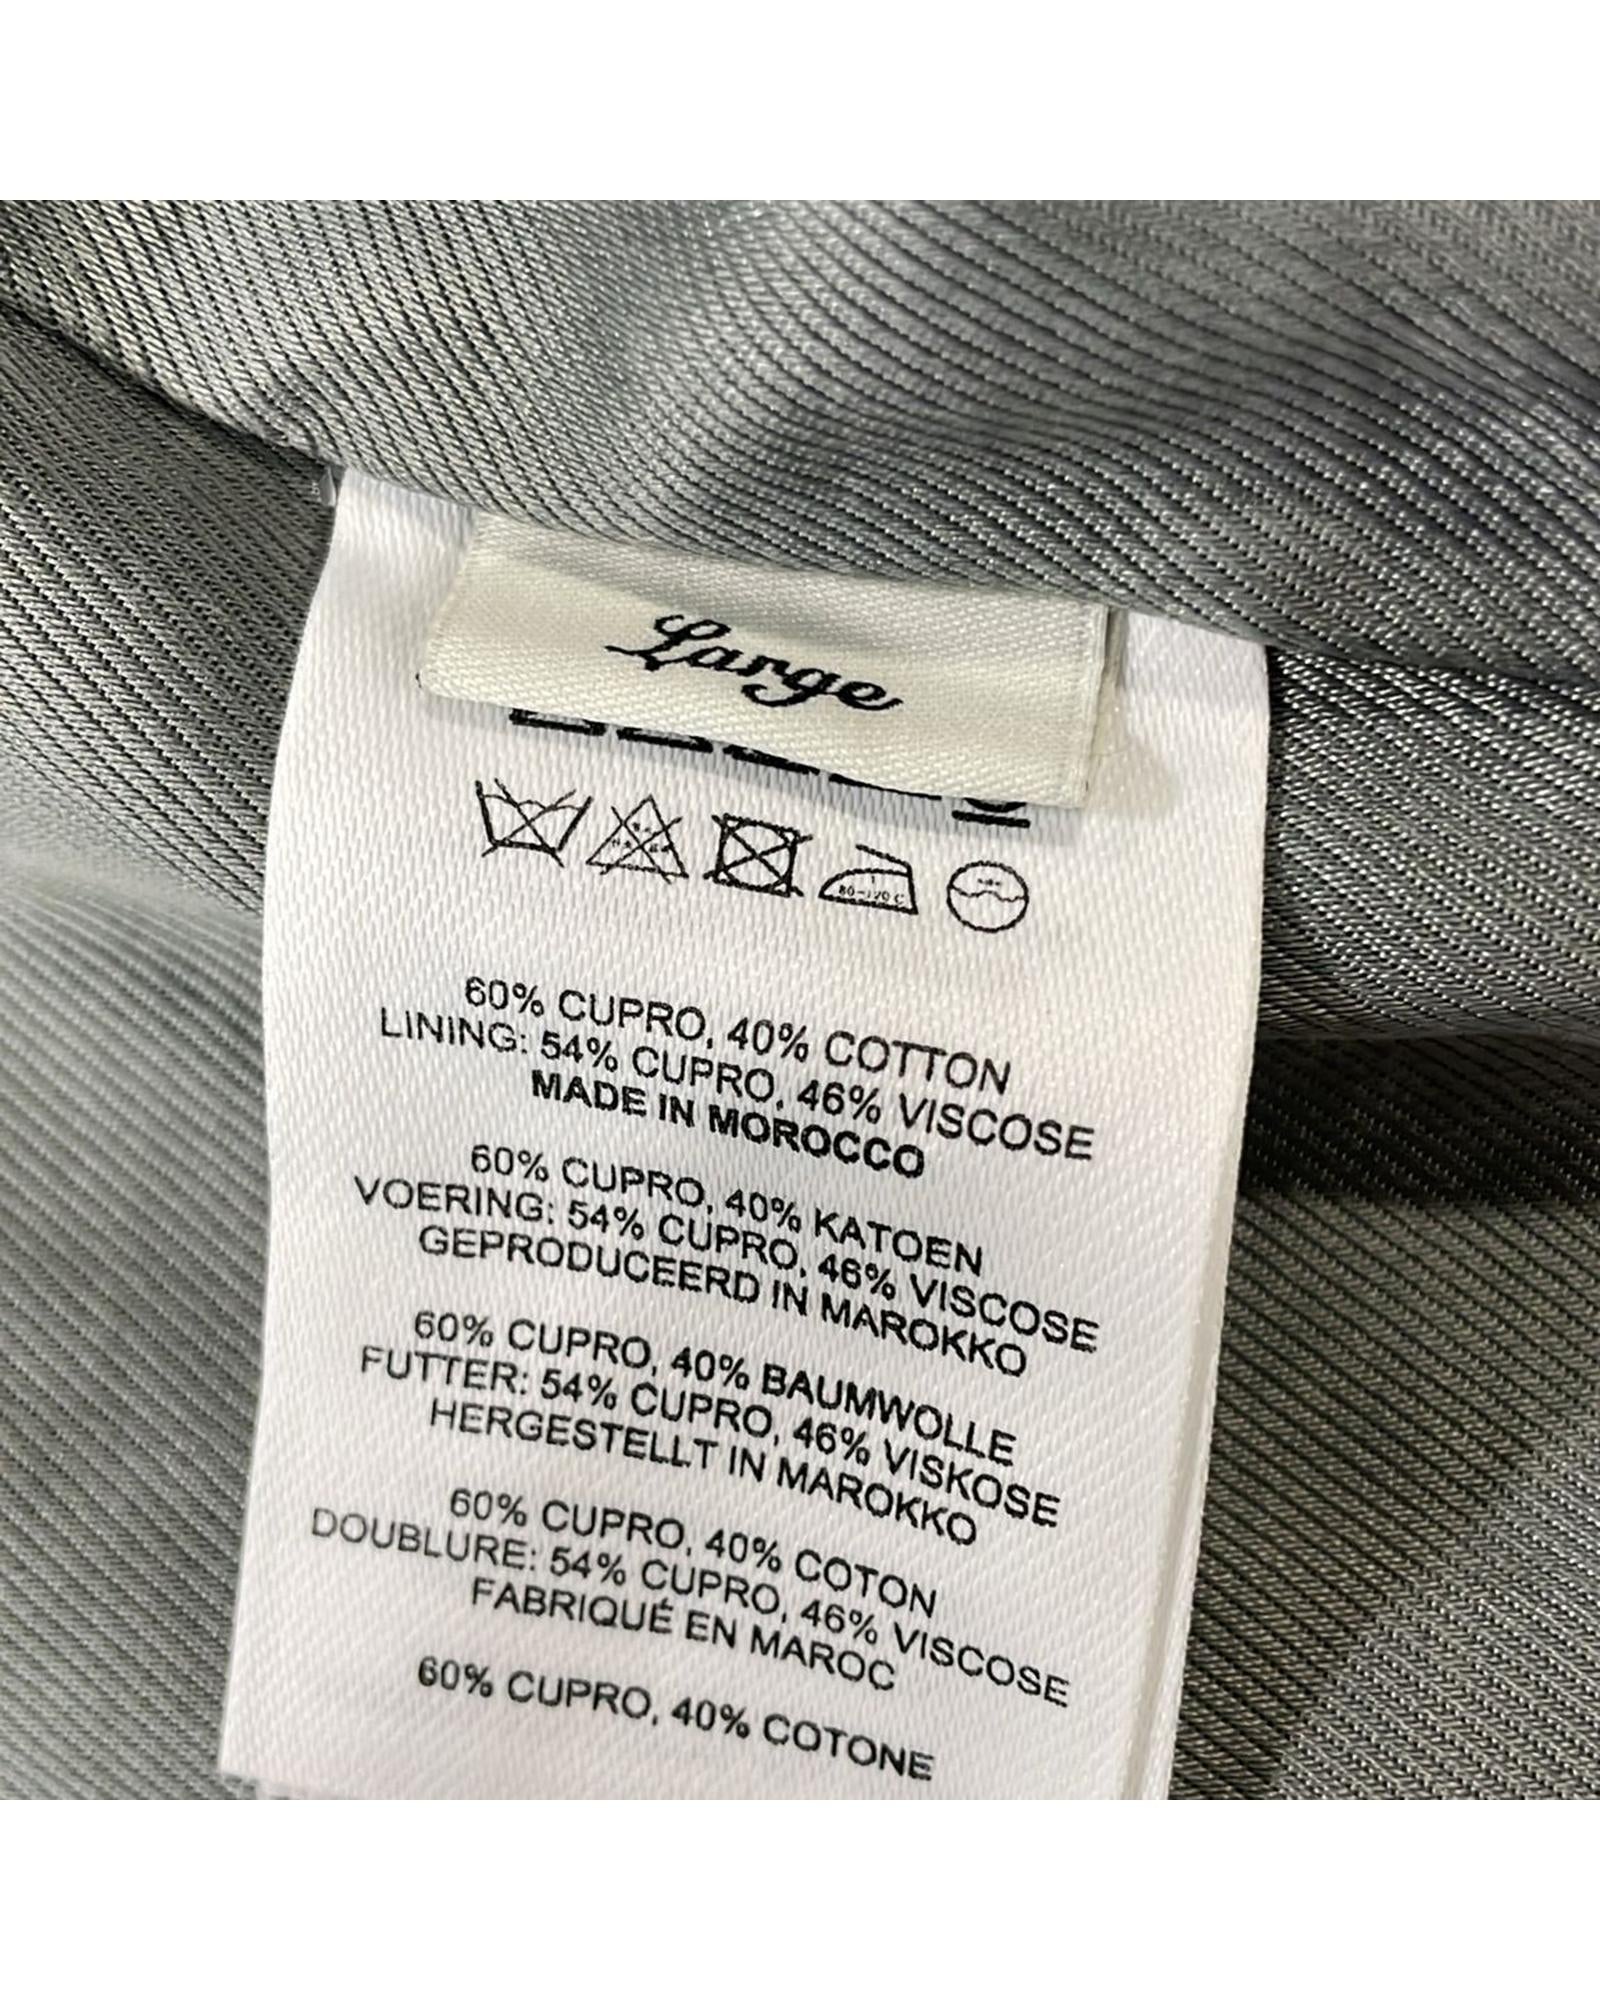 Large
60% CUPRO, 40% COTTON
LINING: 54% CUPRO, 46% VISCOSE
MADE IN MOROCCO
60% CUPRO, 40% KATOEN
VOERING: 54% CUPRO, 46% VISCOSE
GEPRODUCEERD IN MAROKKO
60% CUPRO, 40% BAUMWOLLE
FUTTER: 54% CUPRO, 46% VISKOSE
HERGESTELLT IN MAROKKO
60% CUPRO, 40% COTON
DOUBLURE: 54% CUPRO, 46% VISCOSE
FABRIQUÉ EN MAROC
60% CUPRO, 40% COTONE